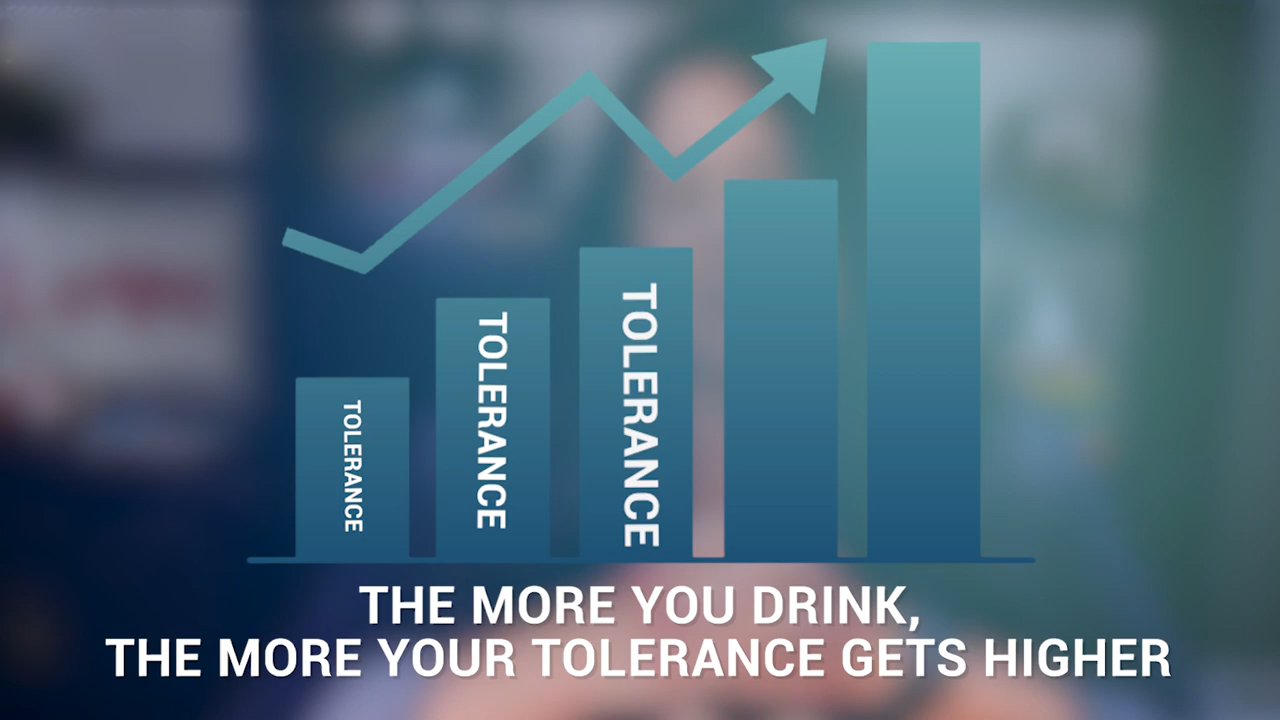 TOLERANCE
TOLERANCE
TOLERANCE
THE MORE YOU DRINK,
THE MORE YOUR TOLERANCE GETS HIGHER